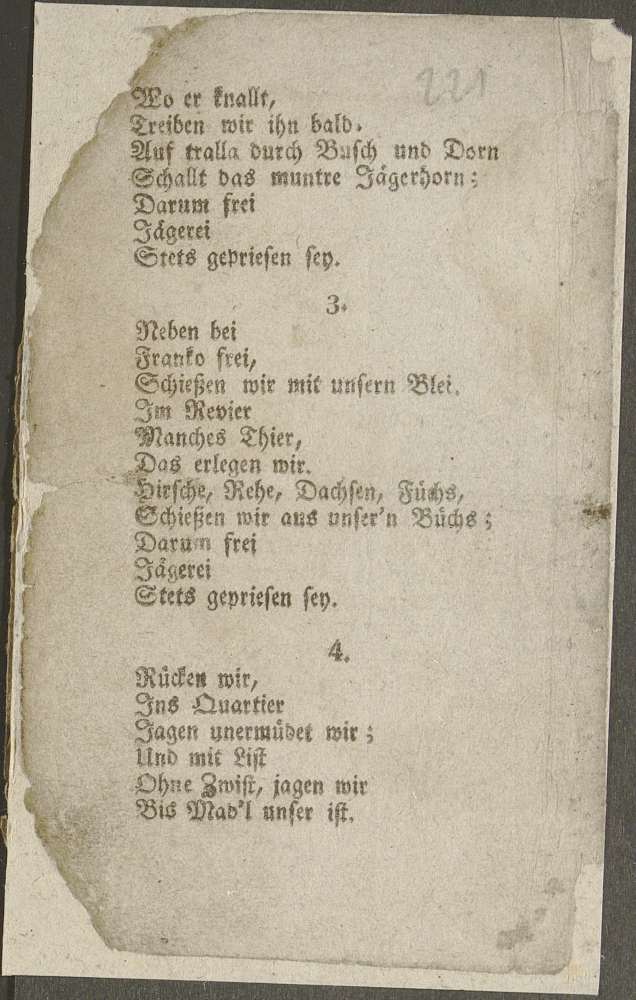 221
Wo er knallt,
Treiben wir ihn bald.
Auf tralla durch Busch und Dorn
Schallt das muntre Jägerhorn;
Darum frei
Jägerei
Stets gepriesen sey.
3.
Neben bei
Franko frei,
Schießen wir mit unsern Blei.
Im Revier
Manches Thier,
Das erlegen wir.
Hirsche, Rehe, Dachsen, Füchs,
Schießen wir aus unser'n Büchs;
Darum frei
Jägerei
Stets gepriesen sey.
4.
Rücken wir,
Ins Quartier
Jagen unermüdet wir;
Und mit List
Ohne Zwist, jagen wir
Bis Mad'l unser ist.